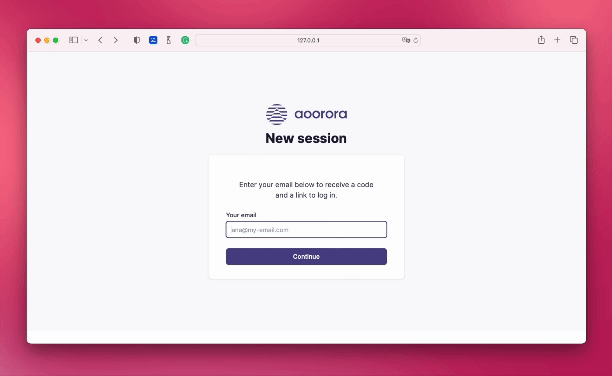 127.0.0.1
aoorora
New session
Enter your email below to receive a code
and a link to log in.
Your email
jana@my-email.com
Continue